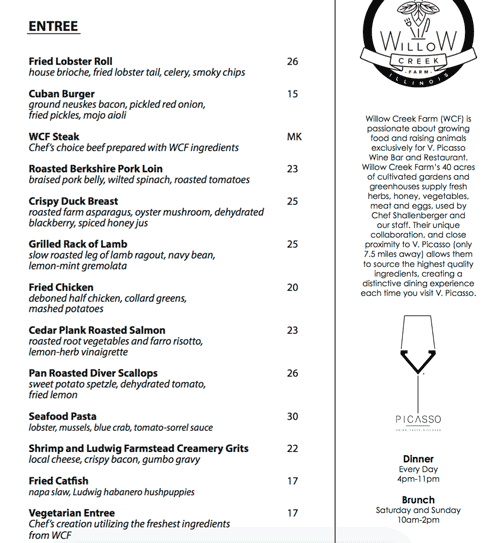 ENTREE
Fried Lobster Roll 26
house brioche, fried lobster tail, celery, smoky chips
Cuban Burger 15
ground neuskes bacon, pickled red onion,
fried pickles, mojo aioli
WCF Steak MK
Chef's choice beef prepared with WCF ingredients
Roasted Berkshire Pork Loin 23
braised pork belly, wilted spinach, roasted tomatoes
Crispy Duck Breast 25
roasted farm asparagus, oyster mushroom, dehydrated
blackberry, spiced honey jus
Grilled Rack of Lamb 25
slow roasted leg of lamb ragout, navy bean,
lemon-mint gremolata
Fried Chicken 20
deboned half chicken, collard greens,
mashed potatoes
Cedar Plank Roasted Salmon 23
roasted root vegetables and farro risotto,
lemon-herb vinaigrette
Pan Roasted Diver Scallops 26
sweet potato spetzle, dehydrated tomato,
fried lemon
Seafood Pasta 30
lobster, mussels, blue crab, tomato-sorrel sauce
Shrimp and Ludwig Farmstead Creamery Grits 22
local cheese, crispy bacon, gumbo gravy
Fried Catfish 17
napa slaw, Ludwig habanero hushpuppies
Vegetarian Entree 17
Chef's creation utilizing the freshest ingredients
from WCF
WILLOW
CREEK
FARM
ILLINOIS
Willow Creek Farm (WCF) is
passionate about growing
food and raising animals
exclusively for V. Picasso
Wine Bar and Restaurant.
Willow Creek Farm's 40 acres
of cultivated gardens and
greenhouses supply fresh
herbs, honey, vegetables,
meat and eggs, used by
Chef Shallenberger and
our staff. Their unique
collaboration, and close
proximity to V. Picasso (only
7.5 miles away) allows them
to source the highest quality
ingredients, creating a
distinctive dining experience
each time you visit V. Picasso.
PICASSO
Dinner
Every Day
4pm-11pm
Brunch
Saturday and Sunday
10am-2pm